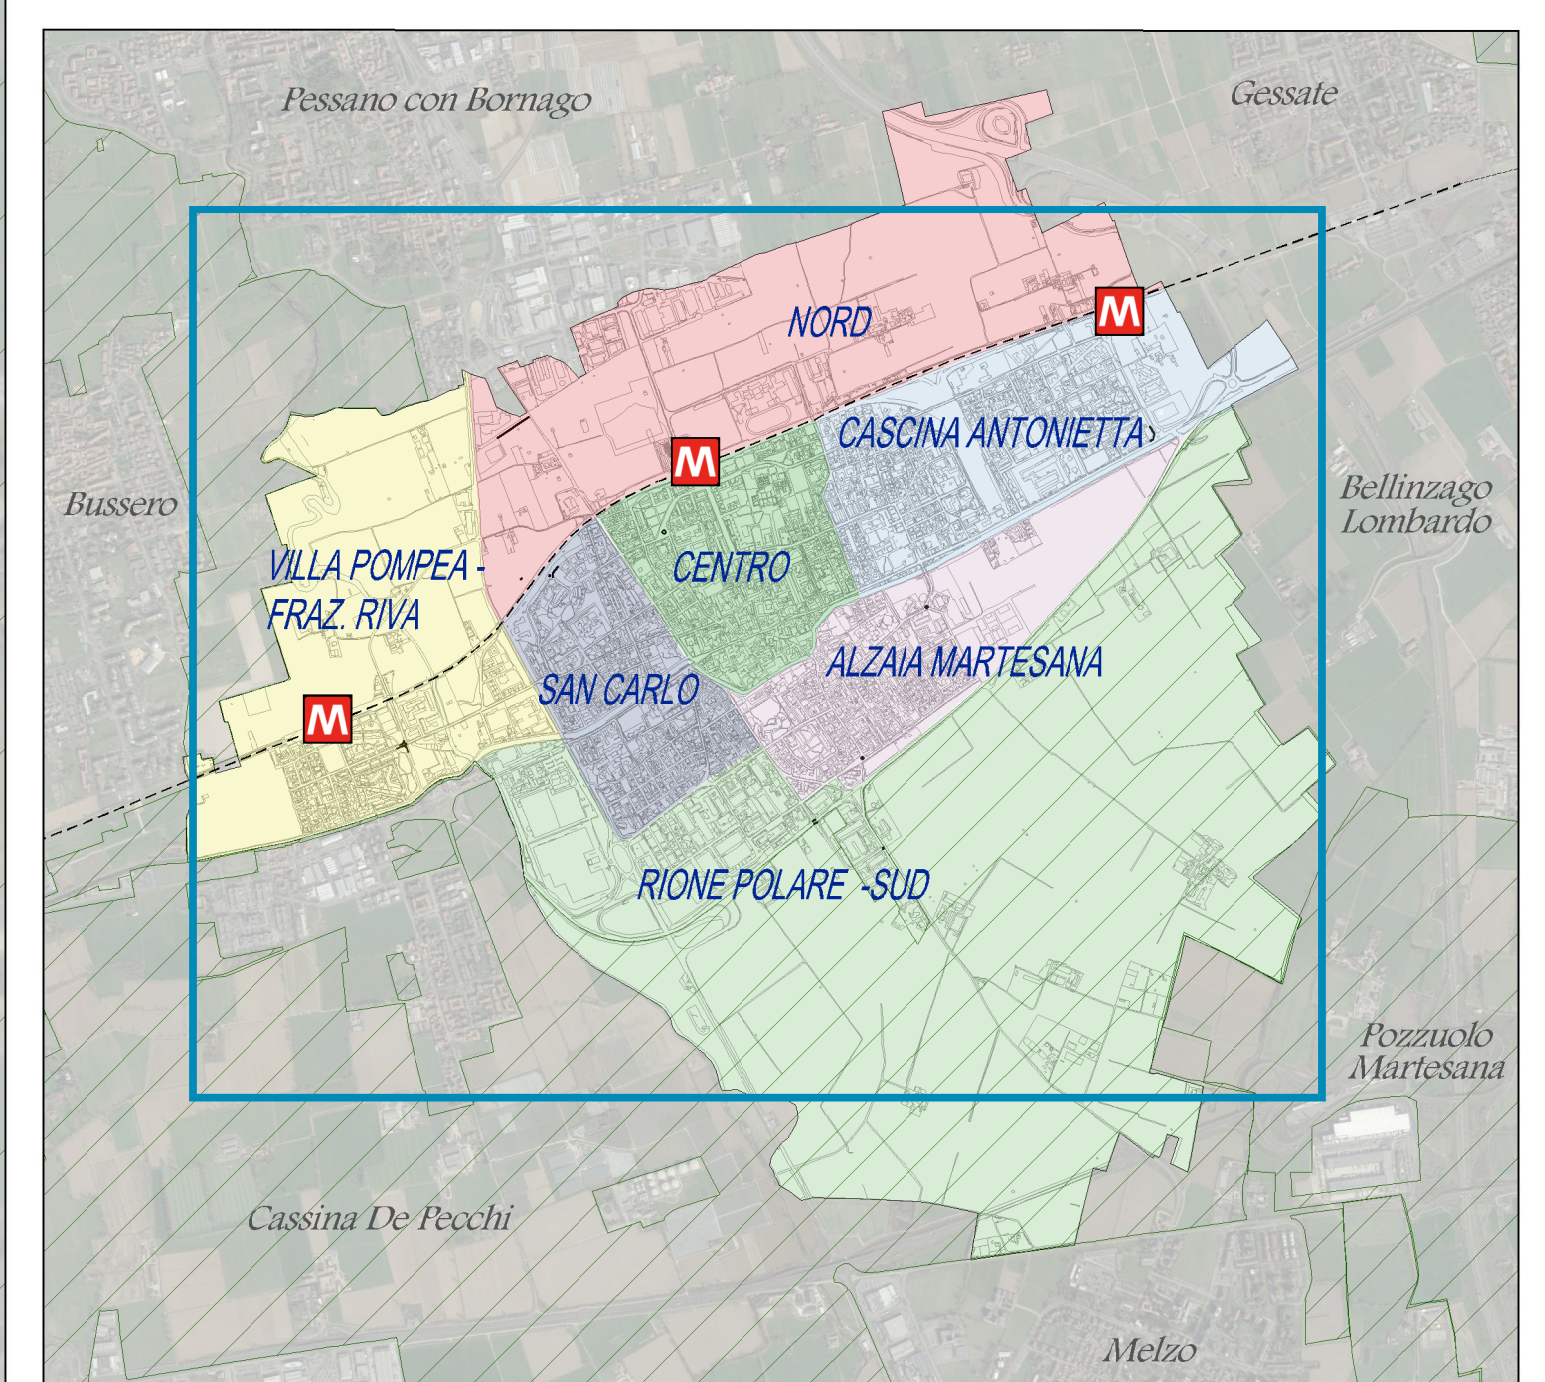 Pessano con Bornago
Gessate
NORD
M
CASCINA ANTONIETTA
M
Bussero
Bellinzago
Lombardo
VILLA POMPEA -
FRAZ. RIVA
CENTRO
ALZAIA MARTESANA
SAN CARLO
M
RIONE POLARE -SUD
Pozzuolo
Martesana
Cassina De Pecchi
Melzo